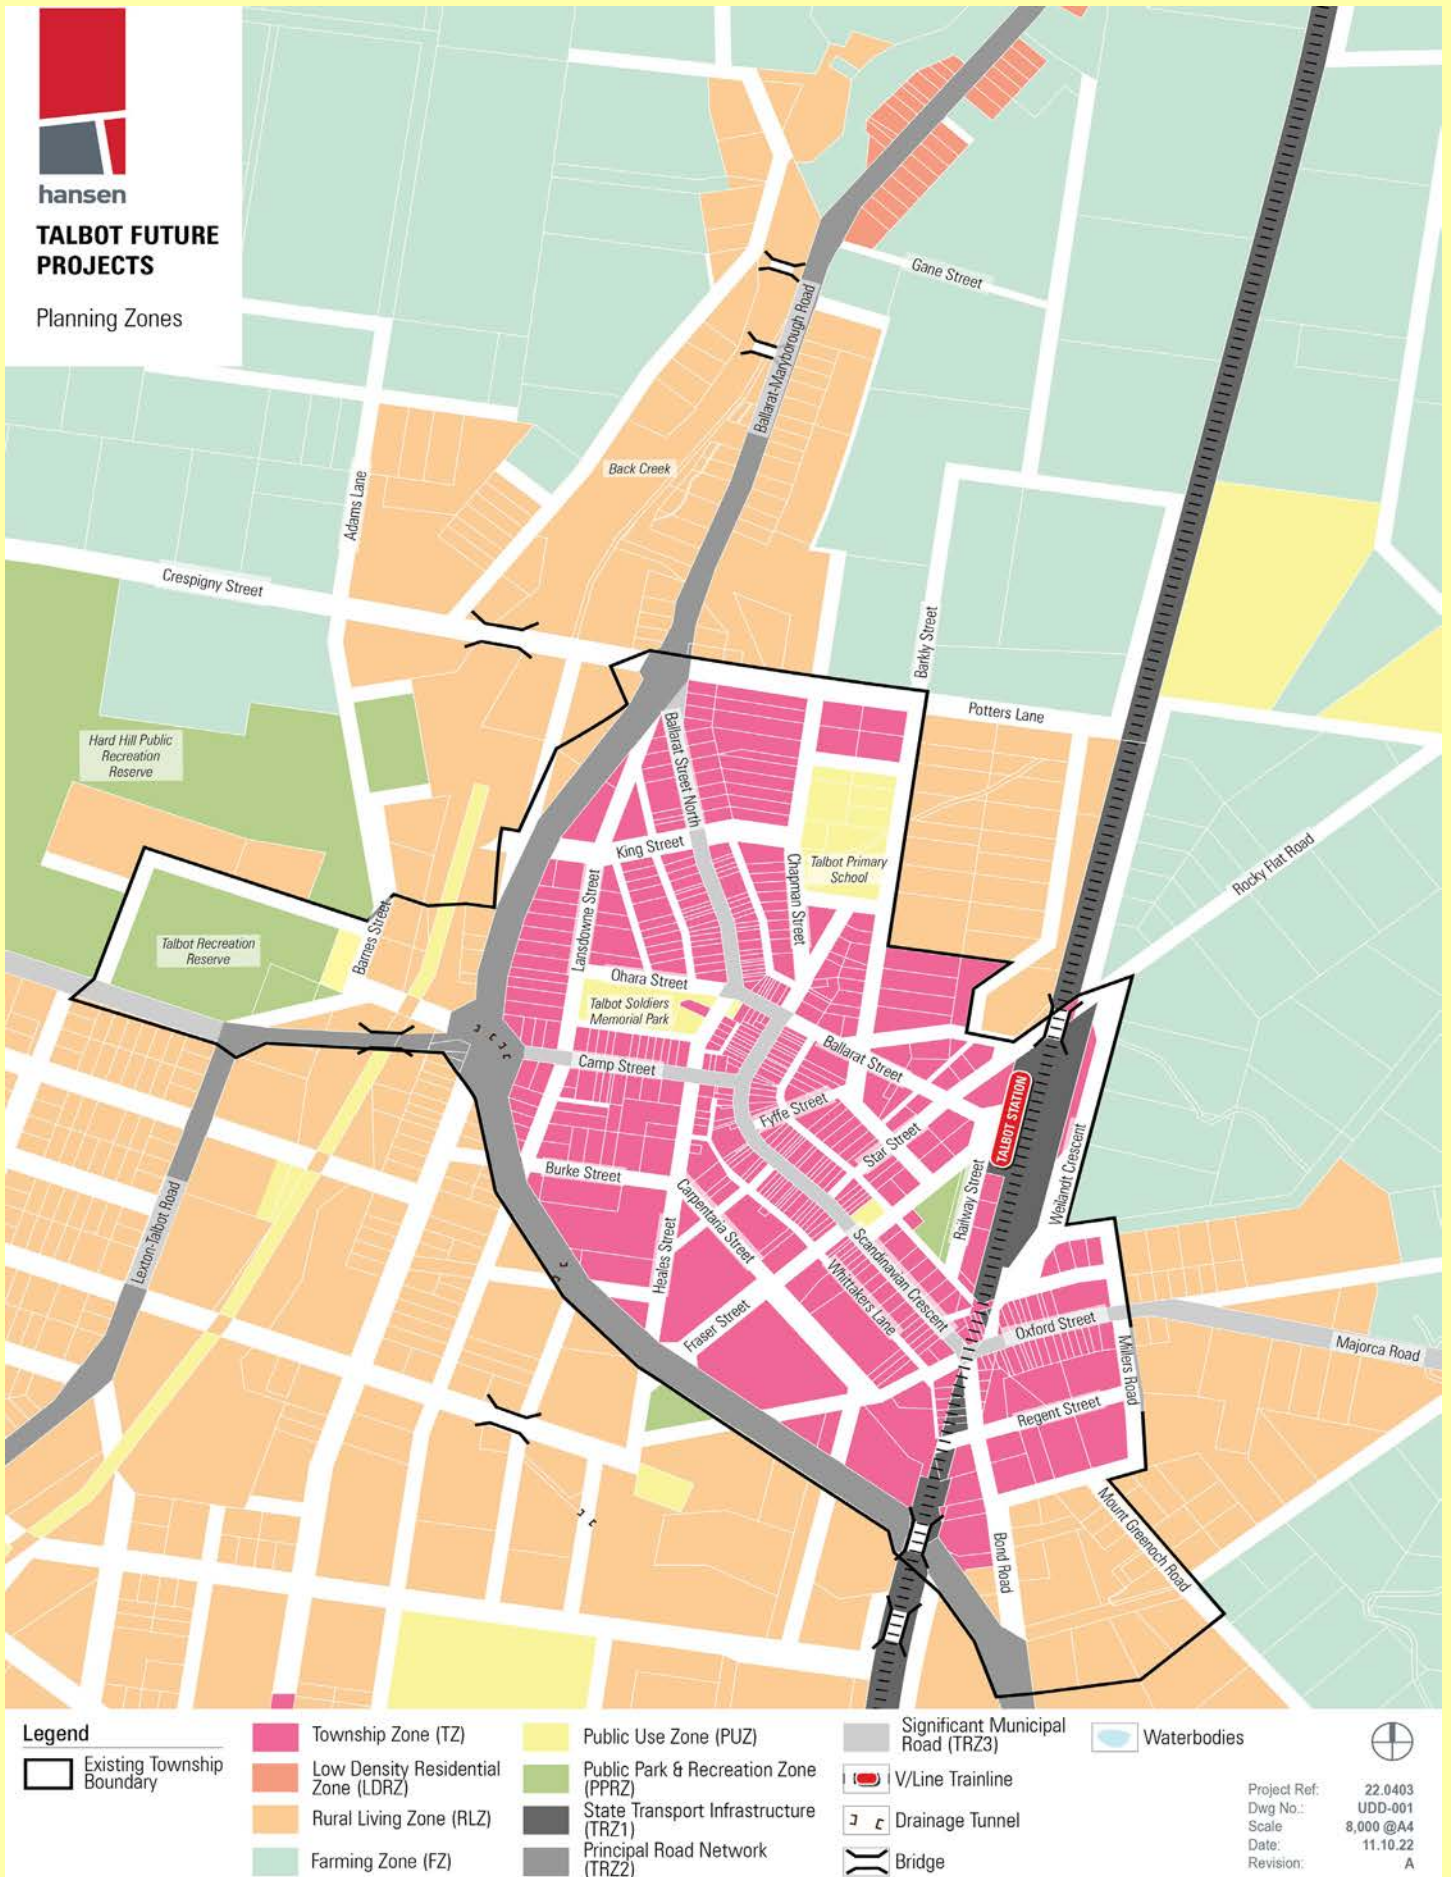 hansen
TALBOT FUTURE
PROJECTS
Planning Zones
Gane Street
Ballarat-Maryborough Road
Back Creek
Adams Lane
Crespigny Street
Barkly Street
Potters Lane
Ballarat Street North
Hard Hill Public
Recreation
Reserve
King Street
Chapman Street
Talbot Primary
School
Rocky Flat Road
Lansdowne Street
Barnes Street
Talbot Recreation
Reserve
Ohara Street
Talbot Soldiers
Memorial Park
Ballarat Street
Camp Street
Fyffe Street
TALBOT STATION
Star Street
Weilandt Crescent
Railway Street
Burke Street
Carpentaria Street
Lexton-Talbot Road
Heales Street
Scandinavian Crescent
Whittakers Lane
Fraser Street
Oxford Street
Majorca Road
Millers Road
Regent Street
Mount Greenoch Road
Bond Road
Legend
Existing Township
Boundary
Township Zone (TZ)
Low Density Residential
Zone (LDRZ)
Rural Living Zone (RLZ)
Farming Zone (FZ)
Public Use Zone (PUZ)
Public Park & Recreation Zone
(PPRZ)
State Transport Infrastructure
(TRZ1)
Principal Road Network
(TRZ2)
Significant Municipal
Road (TRZ3)
V/Line Trainline
Drainage Tunnel
Bridge
Waterbodies
Project Ref: 22.0403
Dwg No.: UDD-001
Scale 8,000 @A4
Date: 11.10.22
Revision: A